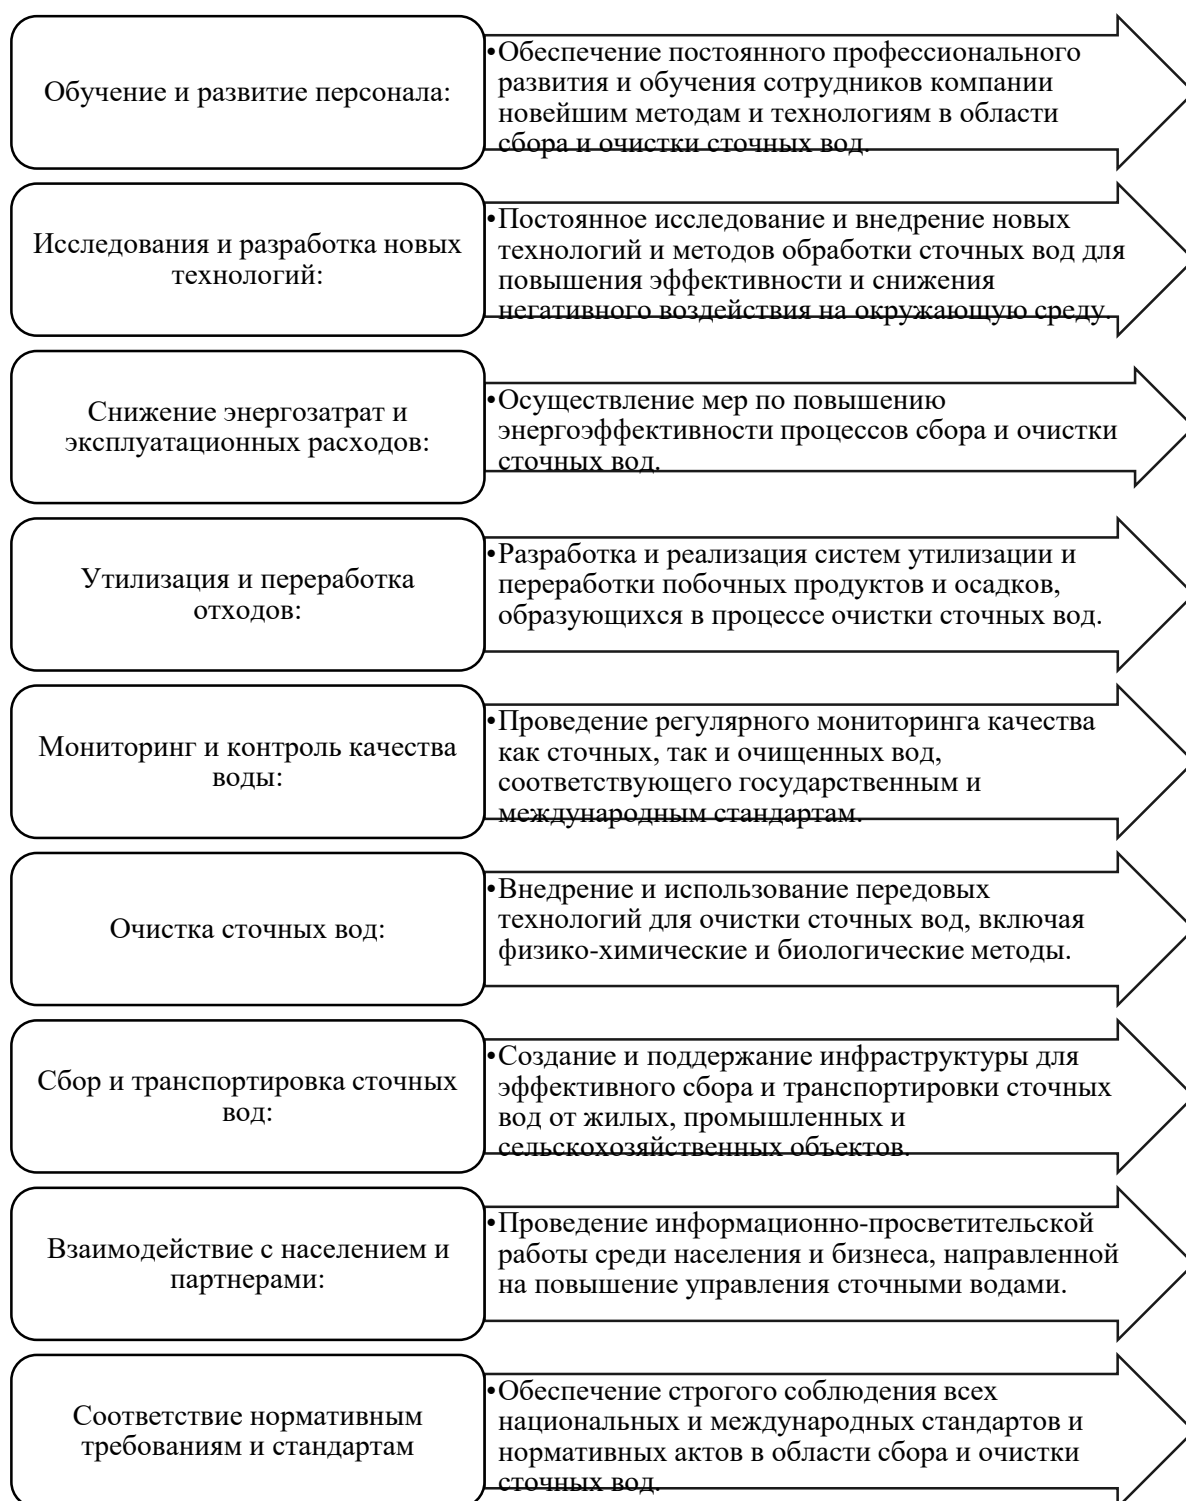 Обучение и развитие персонала:
•Обеспечение постоянного профессионального
развития и обучения сотрудников компании
новейшим методам и технологиям в области
сбора и очистки сточных вод.
Исследования и разработка новых
технологий:
•Постоянное исследование и внедрение новых
технологий и методов обработки сточных вод для
повышения эффективности и снижения
негативного воздействия на окружающую среду.
Снижение энергозатрат и
эксплуатационных расходов:
•Осуществление мер по повышению
энергоэффективности процессов сбора и очистки
сточных вод.
Утилизация и переработка
отходов:
•Разработка и реализация систем утилизации и
переработки побочных продуктов и осадков,
образующихся в процессе очистки сточных вод.
Мониторинг и контроль качества
воды:
•Проведение регулярного мониторинга качества
как сточных, так и очищенных вод,
соответствующего государственным и
международным стандартам.
Очистка сточных вод:
•Внедрение и использование передовых
технологий для очистки сточных вод, включая
физико-химические и биологические методы.
Сбор и транспортировка сточных
вод:
•Создание и поддержание инфраструктуры для
эффективного сбора и транспортировки сточных
вод от жилых, промышленных и
сельскохозяйственных объектов.
Взаимодействие с населением и
партнерами:
•Проведение информационно-просветительской
работы среди населения и бизнеса, направленной
на повышение управления сточными водами.
Соответствие нормативным
требованиям и стандартам
•Обеспечение строгого соблюдения всех
национальных и международных стандартов и
нормативных актов в области сбора и очистки
сточных вод.